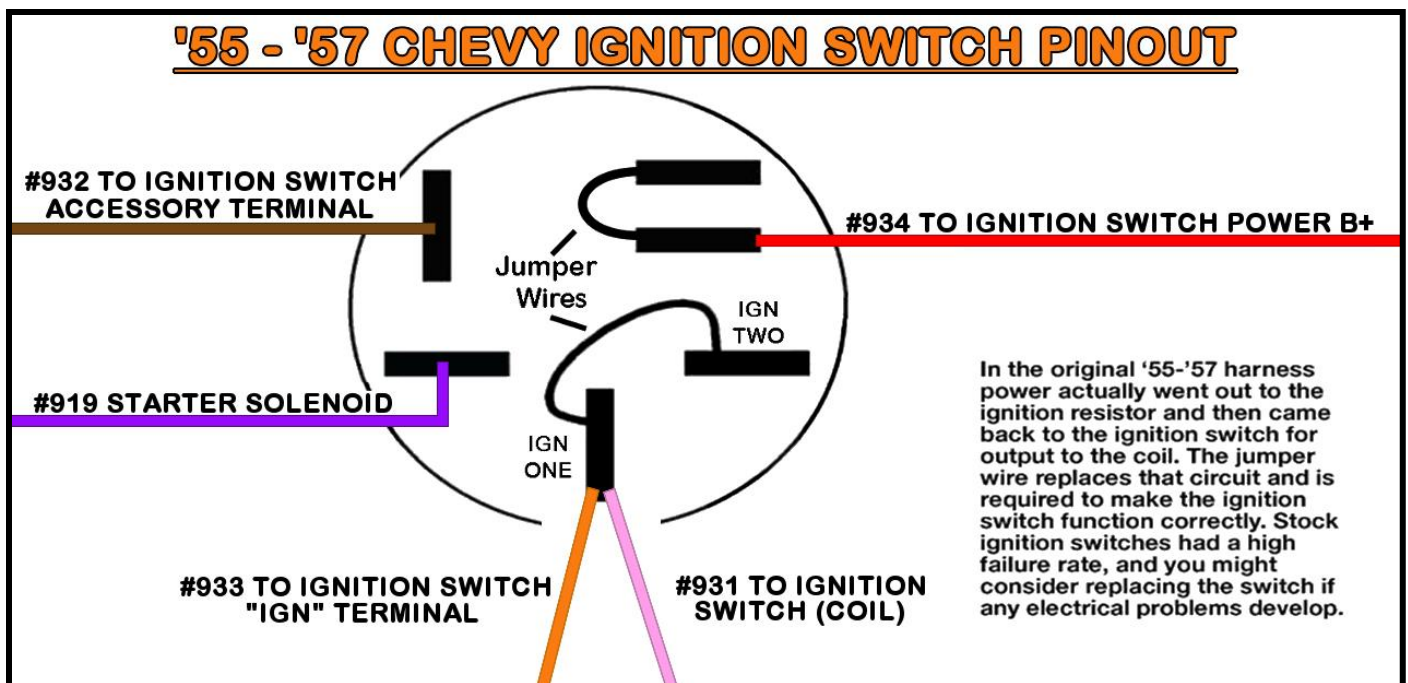 '55 - '57 CHEVY IGNITION SWITCH PINOUT
#932 TO IGNITION SWITCH
ACCESSORY TERMINAL
#934 TO IGNITION SWITCH POWER B+
Jumper
Wires
IGN
TWO
#919 STARTER SOLENOID
IGN
ONE
In the original ‘55-’57 harness
power actually went out to the
ignition resistor and then came
back to the ignition switch for
output to the coil. The jumper
wire replaces that circuit and is
required to make the ignition
switch function correctly. Stock
ignition switches had a high
failure rate, and you might
consider replacing the switch if
any electrical problems develop.
#933 TO IGNITION SWITCH
"IGN" TERMINAL
#931 TO IGNITION
SWITCH (COIL)